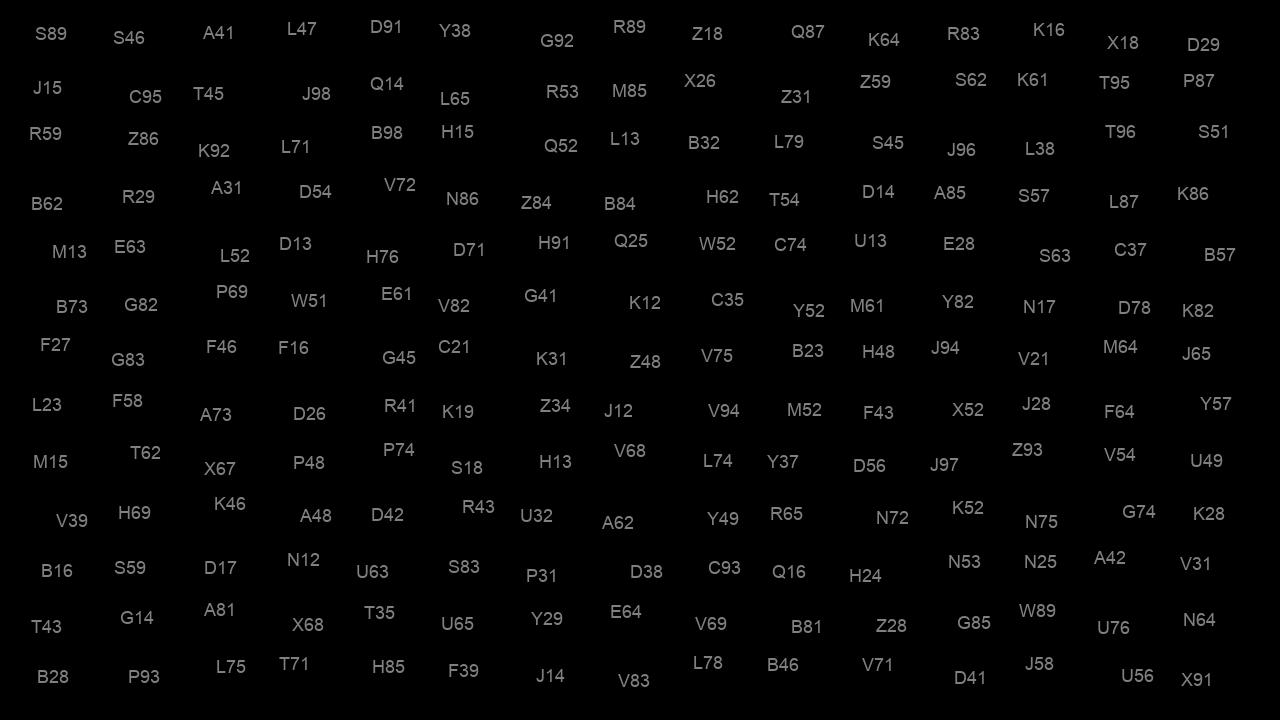 S89 S46 A41 L47 D91 Y38 G92 R89 Z18 Q87 K64 R83 K16 X18 D29
J15 C95 T45 J98 Q14 L65 R53 M85 X26 Z31 Z59 S62 K61 T95 P87
R59 Z86 K92 L71 B98 H15 Q52 L13 B32 L79 S45 J96 L38 T96 S51
B62 R29 A31 D54 V72 N86 Z84 B84 H62 T54 D14 A85 S57 L87 K86
M13 E63 L52 D13 H76 D71 H91 Q25 W52 C74 U13 E28 S63 C37 B57
B73 G82 P69 W51 E61 V82 G41 K12 C35 Y52 M61 Y82 N17 D78 K82
F27 G83 F46 F16 G45 C21 K31 Z48 V75 B23 H48 J94 V21 M64 J65
L23 F58 A73 D26 R41 K19 Z34 J12 V94 M52 F43 X52 J28 F64 Y57
M15 T62 X67 P48 P74 S18 H13 V68 L74 Y37 D56 J97 Z93 V54 U49
V39 H69 K46 A48 D42 R43 U32 A62 Y49 R65 N72 K52 N75 G74 K28
B16 S59 D17 N12 U63 S83 P31 D38 C93 Q16 H24 N53 N25 A42 V31
T43 G14 A81 X68 T35 U65 Y29 E64 V69 B81 Z28 G85 W89 U76 N64
B28 P93 L75 T71 H85 F39 J14 V83 L78 B46 V71 D41 J58 U56 X91